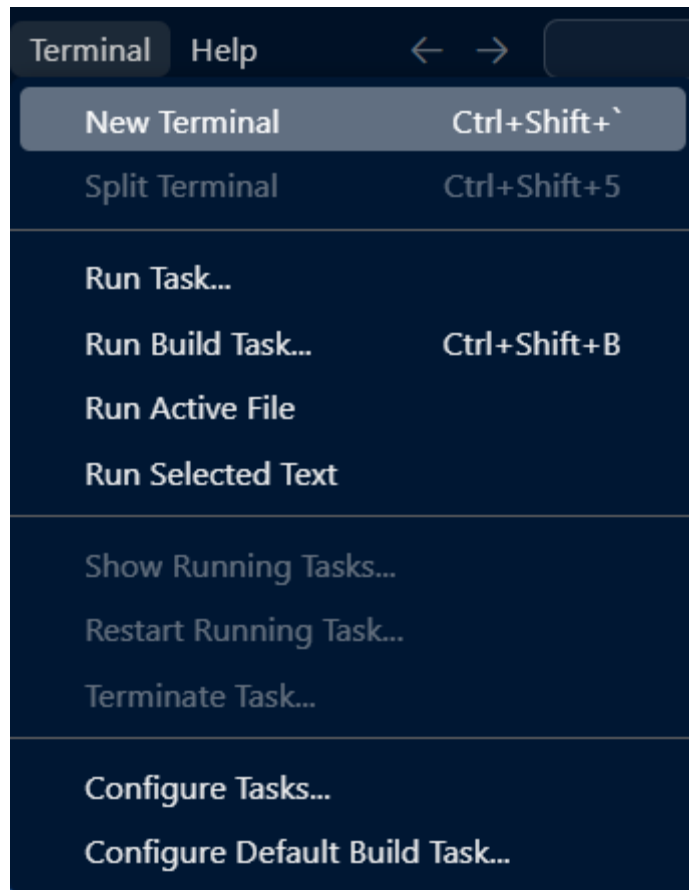 Terminal Help ← →
New Terminal Ctrl+Shift+`
Split Terminal Ctrl+Shift+5
Run Task...
Run Build Task... Ctrl+Shift+B
Run Active File
Run Selected Text
Show Running Tasks...
Restart Running Task...
Terminate Task...
Configure Tasks...
Configure Default Build Task...